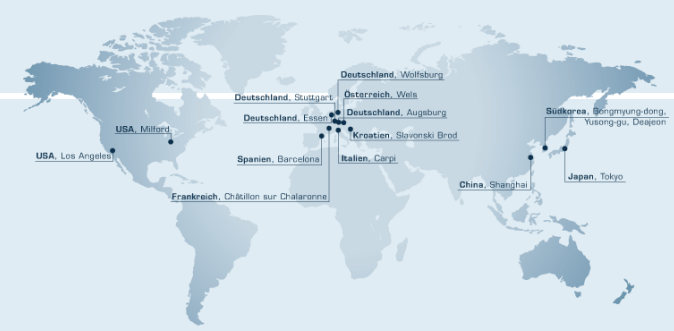 Deutschland, Wolfsburg
Deutschland, Stuttgart
Österreich, Wels
Deutschland, Essen
Deutschland, Augsburg
Südkorea, Bongmyung-dong,
Yusong-gu, Deajeon
USA, Milford
Kroatien, Slavonski Brod
USA, Los Angeles
Spanien, Barcelona
Italien, Carpi
Japan, Tokyo
China, Shanghai
Frankreich, Châtillon sur Chalaronne